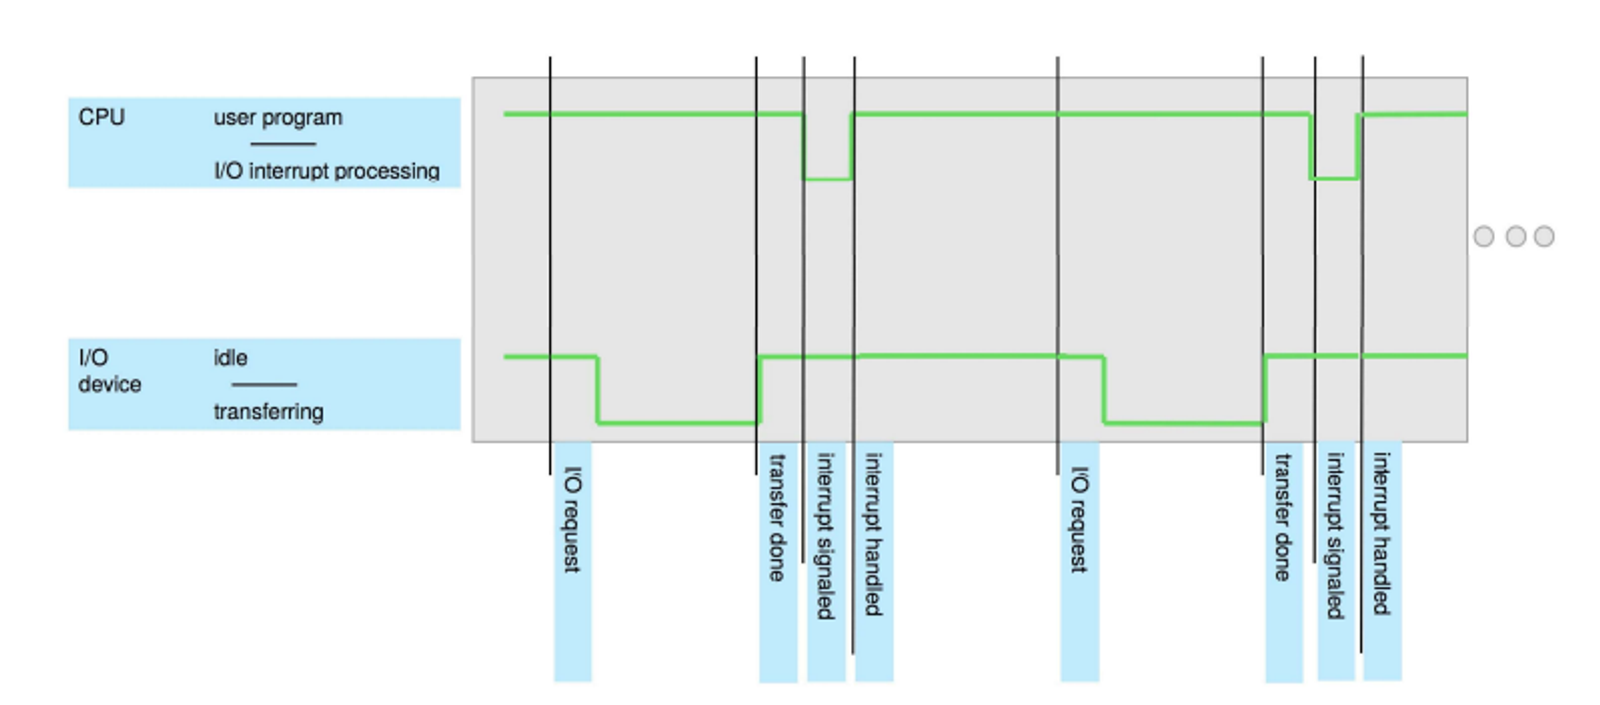 CPU
user program
I/O interrupt processing
I/O
device
idle
transferring
I/O request
transfer done
interrupt signaled
interrupt handled
I/O request
transfer done
interrupt signaled
interrupt handled